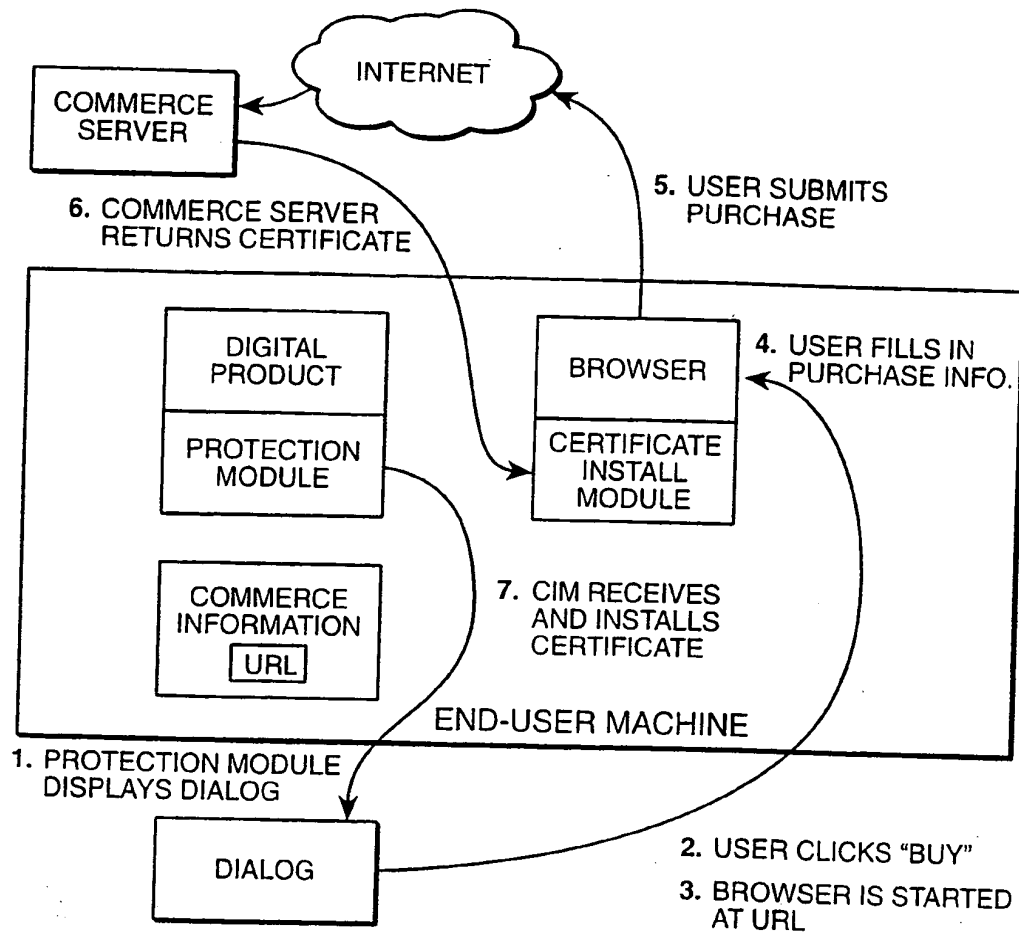 INTERNET
COMMERCE
SERVER
5. USER SUBMITS
PURCHASE
6. COMMERCE SERVER
RETURNS CERTIFICATE
DIGITAL
PRODUCT
PROTECTION
MODULE
BROWSER
CERTIFICATE
INSTALL
MODULE
4. USER FILLS IN
PURCHASE INFO.
COMMERCE
INFORMATION
URL
7. CIM RECEIVES
AND INSTALLS
CERTIFICATE
END-USER MACHINE
1. PROTECTION MODULE
DISPLAYS DIALOG
DIALOG
2. USER CLICKS “BUY”
3. BROWSER IS STARTED
AT URL